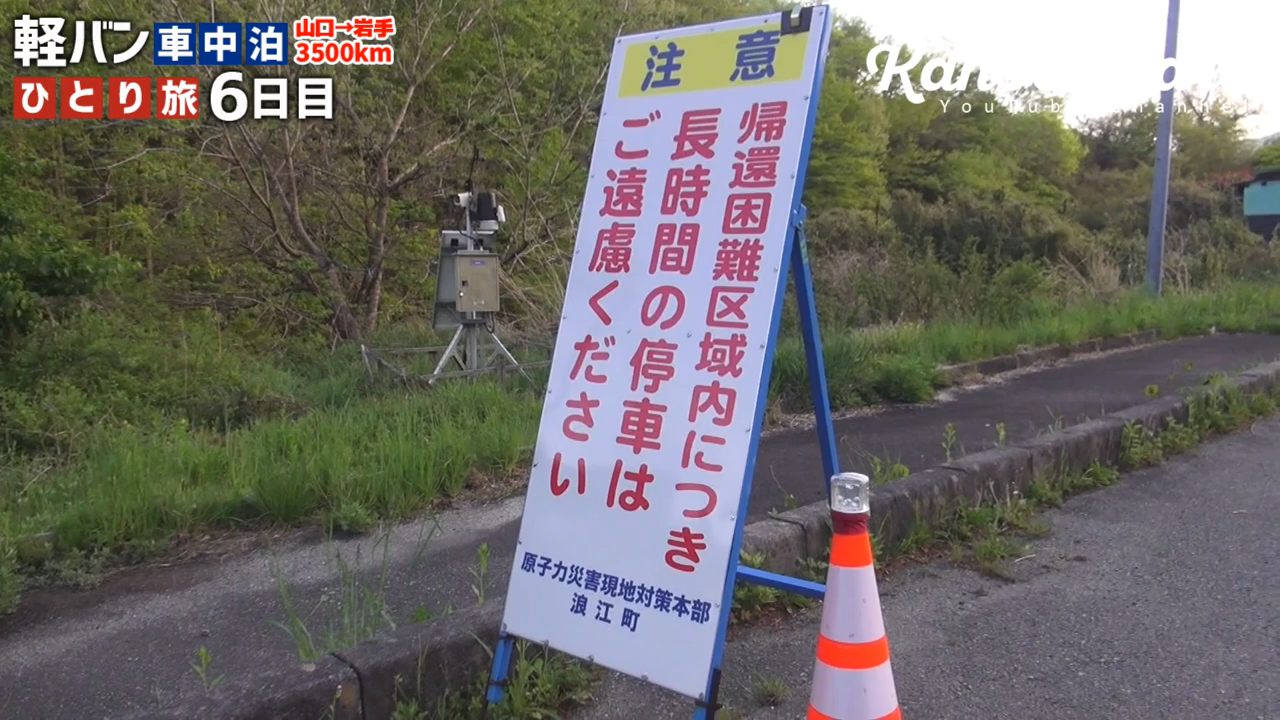 軽バン車中泊 山口→岩手
3500km
ひとり旅 6日目
注意
帰還困難区域内につき
長時間の停車は
ご遠慮ください
原子力災害現地対策本部
浪江町